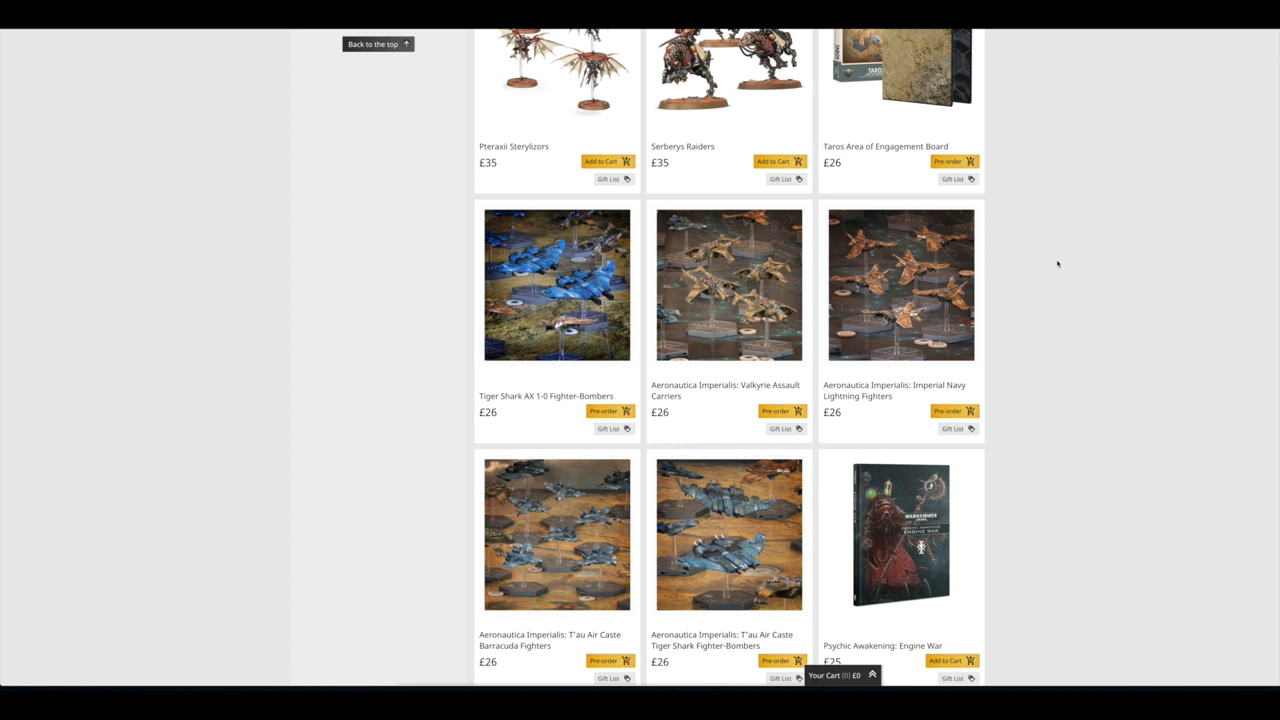 Back to the top
TARO
Pteraxii Sterylizors
£35
Add to Cart
Gift List
Serberys Raiders
£35
Add to Cart
Gift List
Taros Area of Engagement Board
£26
Pre-order
Gift List
Tiger Shark AX 1-0 Fighter-Bombers
£26
Pre-order
Gift List
Aeronautica Imperialis: Valkyrie Assault
Carriers
£26
Pre-order
Gift List
Aeronautica Imperialis: Imperial Navy
Lightning Fighters
£26
Pre-order
Gift List
Aeronautica Imperialis: T'au Air Caste
Barracuda Fighters
£26
Pre-order
Gift List
Aeronautica Imperialis: T'au Air Caste
Tiger Shark Fighter-Bombers
£26
Pre-order
Gift List
WARHAMMER
ENGINE WAR
Psychic Awakening: Engine War
£25
Add to Cart
Gift List
Your Cart (0) £0